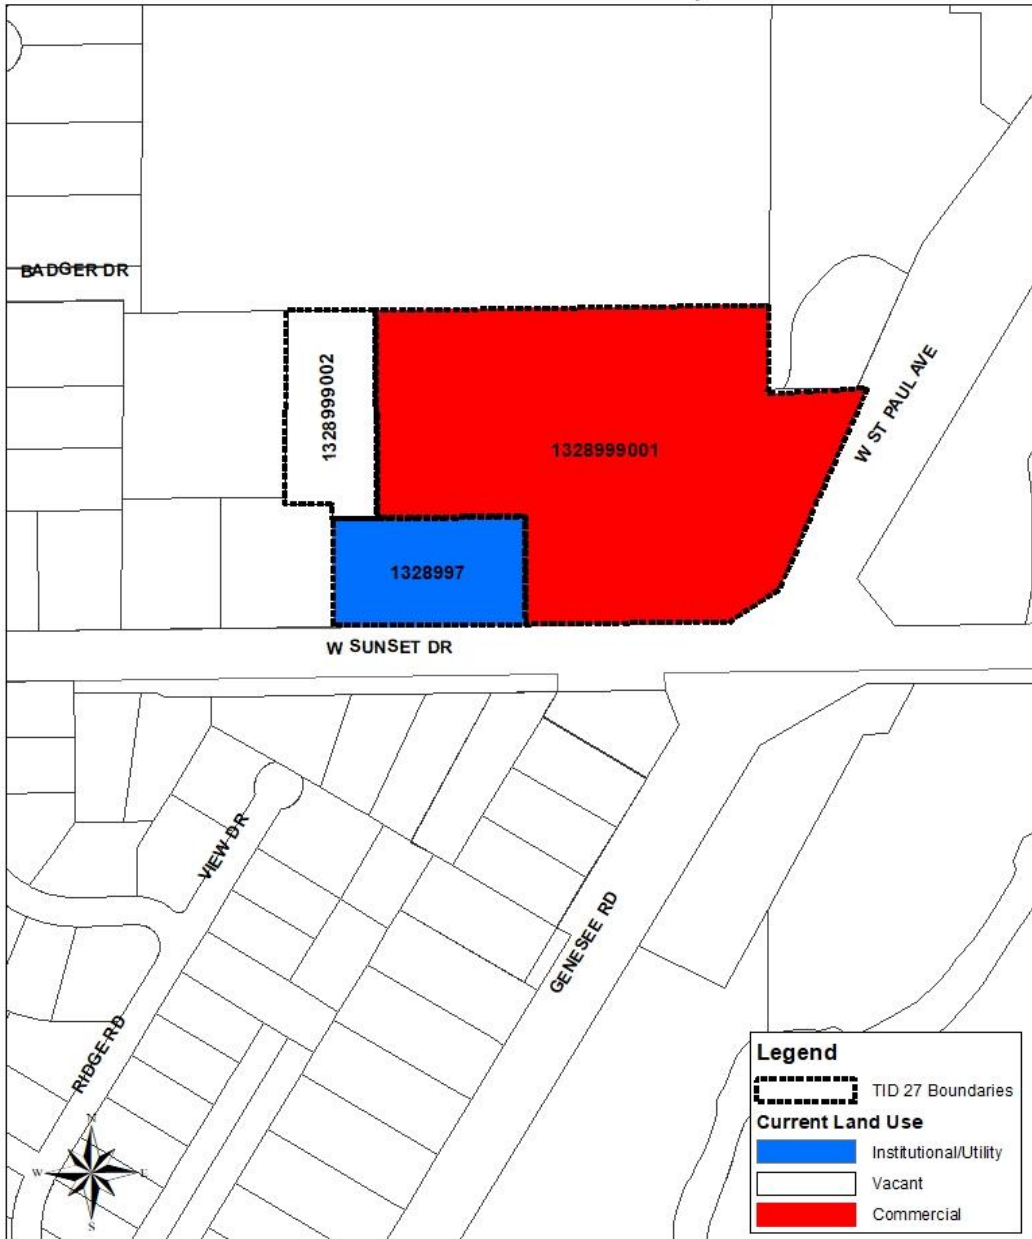 BADGER DR
1328999002
1328999001
W ST PAUL AVE
1328997
W SUNSET DR
VIEW DR
GENESEE RD
RIDGE RD
N
W
E
S
Legend
TID 27 Boundaries
Current Land Use
Institutional/Utility
Vacant
Commercial